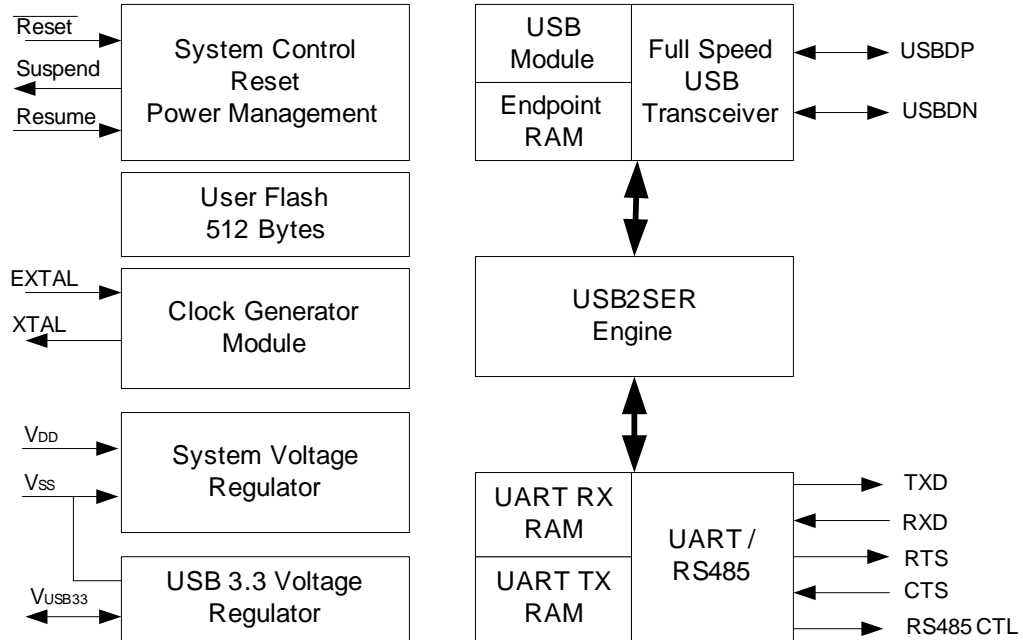 Reset
Suspend
Resume
System Control
Reset
Power Management
User Flash
512 Bytes
EXTAL
XTAL
Clock Generator
Module
VDD
VSS
System Voltage
Regulator
VUSB33
USB 3.3 Voltage
Regulator
USB
Module
Endpoint
RAM
Full Speed
USB
Transceiver
USBDP
USBDN
USB2SER
Engine
UART RX
RAM
UART TX
RAM
UART /
RS485
TXD
RXD
RTS
CTS
RS485 CTL